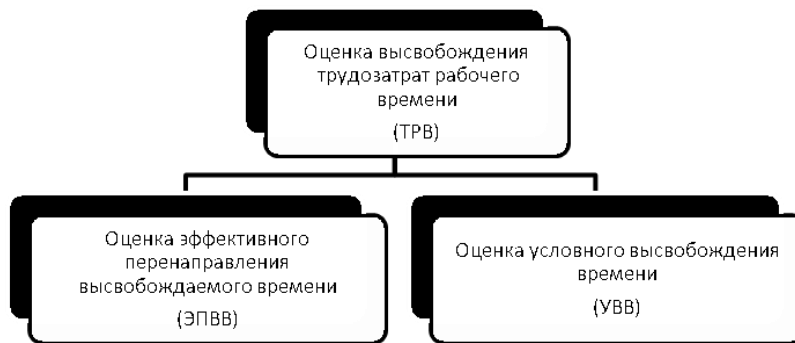 Оценка высвобождения
трудозатрат рабочего
времени
(ТРВ)
Оценка эффективного
перенаправления
высвобождаемого времени
(ЭПВВ)
Оценка условного высвобождения
времени
(УВВ)